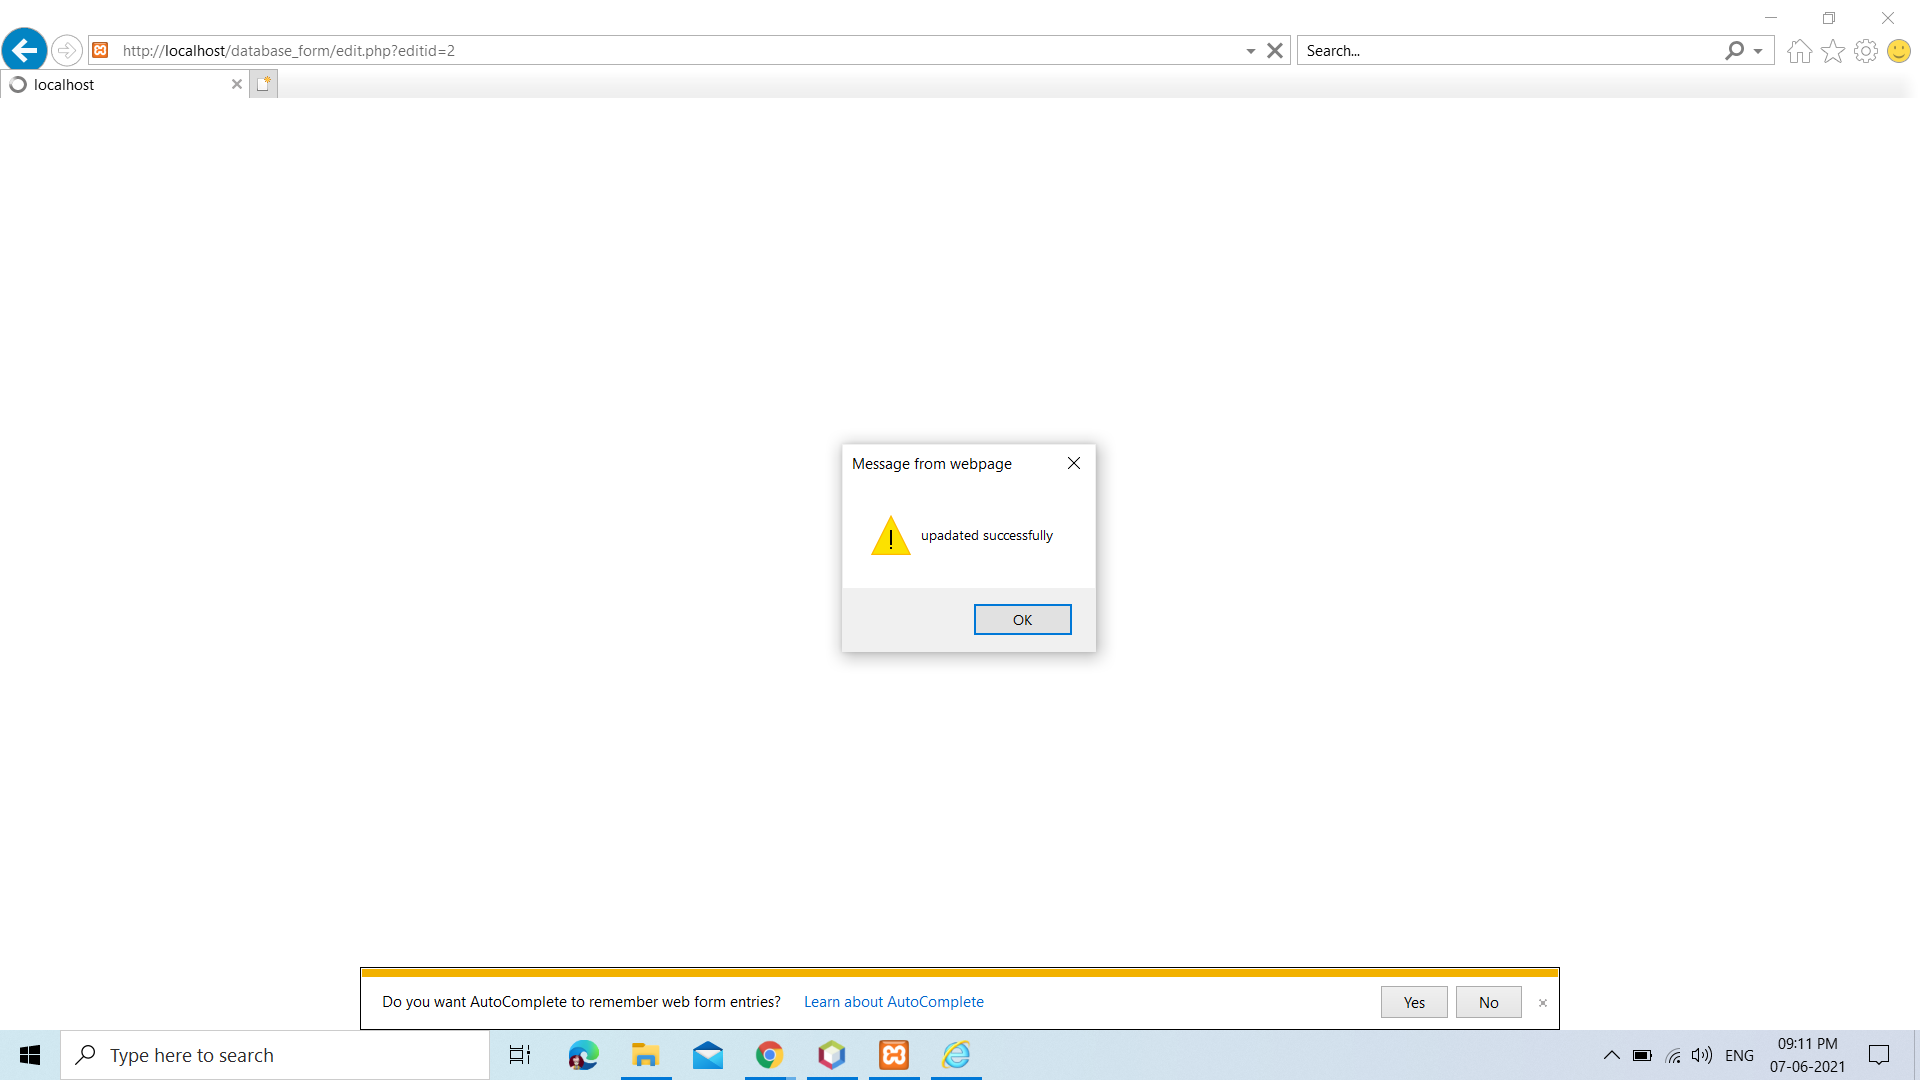 http://localhost/database_form/edit.php?editid=2
Search...
localhost
Message from webpage
upadated successfully
OK
Do you want AutoComplete to remember web form entries? Learn about AutoComplete
Yes No
Type here to search
ENG
09:11 PM
07-06-2021